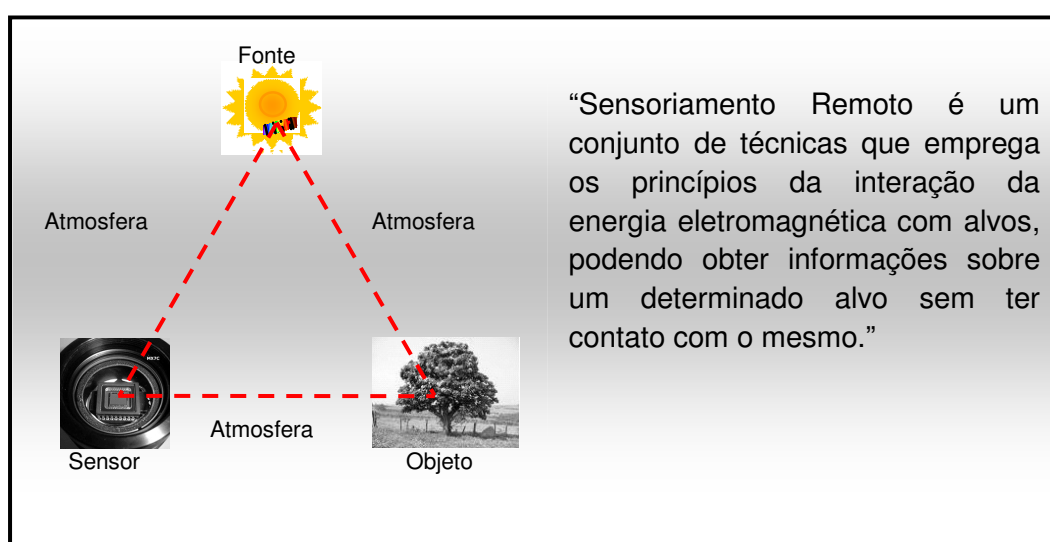 Fonte
Atmosfera
Atmosfera
Sensor
Atmosfera
Objeto
“Sensoriamento Remoto é um
conjunto de técnicas que emprega
os princípios da interação da
energia eletromagnética com alvos,
podendo obter informações sobre
um determinado alvo sem ter
contato com o mesmo.”